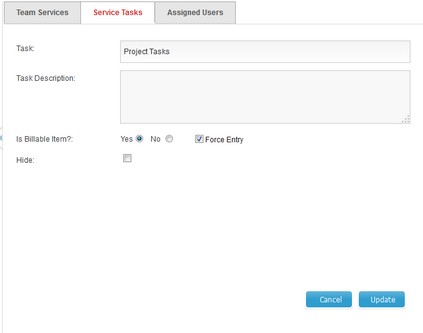 Team Services Service Tasks Assigned Users
Task: Project Tasks
Task Description:
Is Billable Item?: Yes No Force Entry
Hide:
Cancel Update